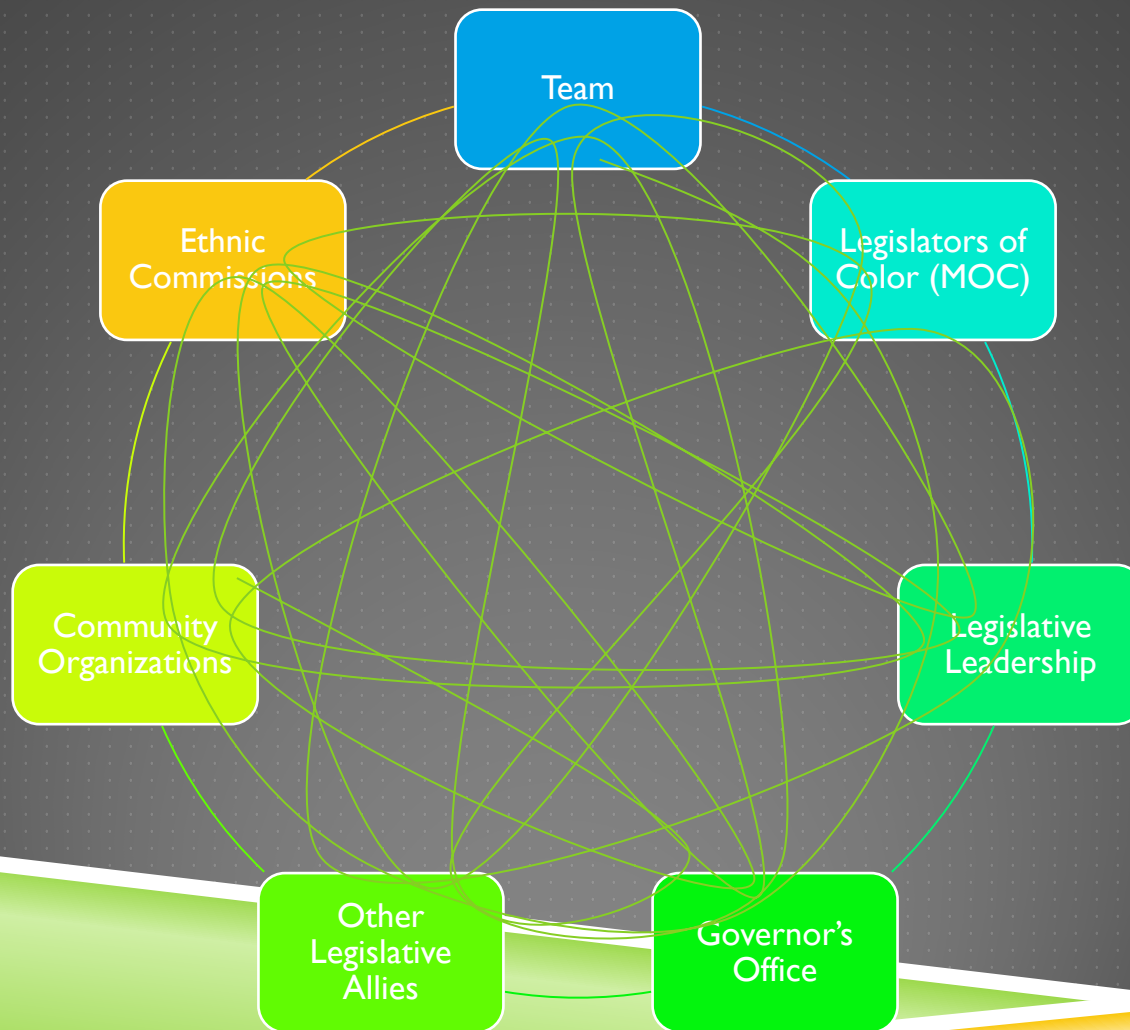 Team
Legislators of
Color (MOC)
Legislative
Leadership
Governor’s
Office
Other
Legislative
Allies
Community
Organizations
Ethnic
Commissions